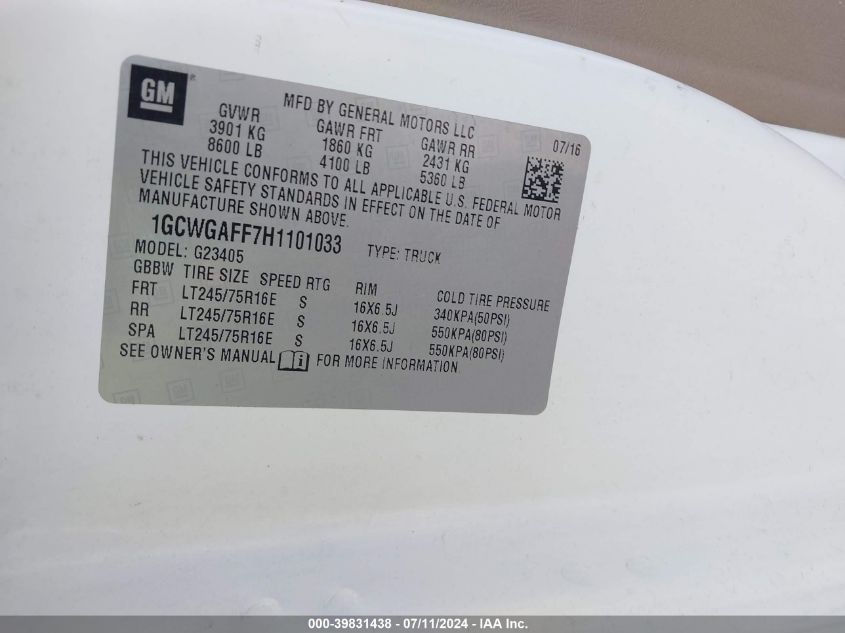 GM
MFD BY GENERAL MOTORS LLC
07/16
GVWR GAWR FRT GAWR RR
3901 KG 1860 KG 2431 KG
8600 LB 4100 LB 5360 LB
THIS VEHICLE CONFORMS TO ALL APPLICABLE U.S. FEDERAL MOTOR
VEHICLE SAFETY STANDARDS IN EFFECT ON THE DATE OF
MANUFACTURE SHOWN ABOVE.
1GCWGAFF7H1101033 TYPE: TRUCK
MODEL: G23405
GBBW TIRE SIZE SPEED RTG RIM COLD TIRE PRESSURE
FRT LT245/75R16E S 16X6.5J 340KPA(50PSI)
RR LT245/75R16E S 16X6.5J 550KPA(80PSI)
SPA LT245/75R16E S 16X6.5J 550KPA(80PSI)
SEE OWNER'S MANUAL FOR MORE INFORMATION
000-39831438 - 07/11/2024 - IAA Inc.